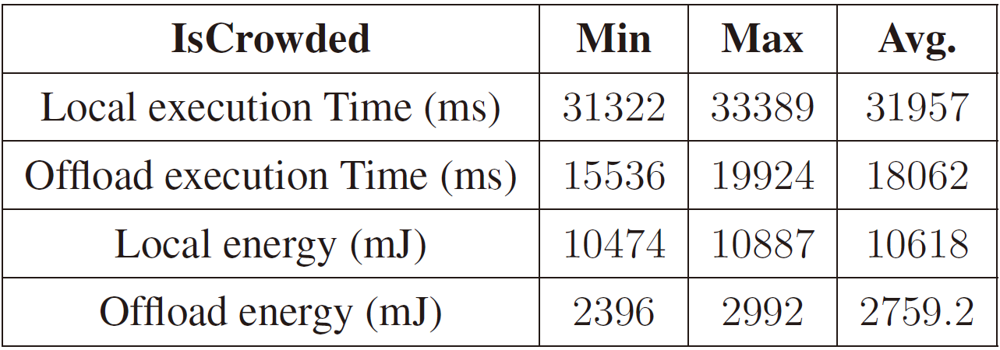 IsCrowded Min Max Avg.
Local execution Time (ms) 31322 33389 31957
Offload execution Time (ms) 15536 19924 18062
Local energy (mJ) 10474 10887 10618
Offload energy (mJ) 2396 2992 2759.2